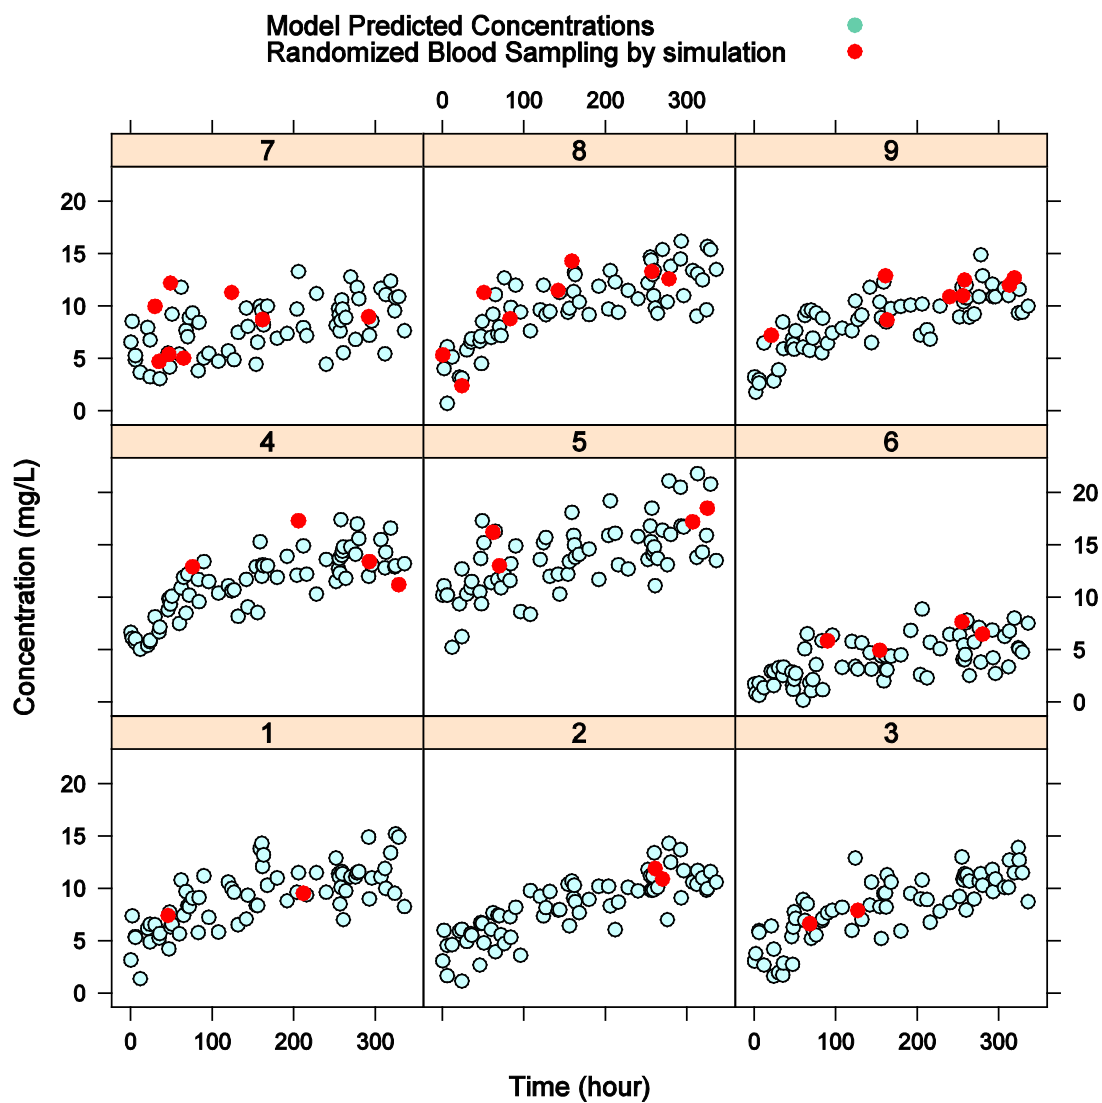 Model Predicted Concentrations
Randomized Blood Sampling by simulation
0 100 200 300
7 8 9
20
15
10
5
0
4 5 6
20
15
10
5
0
Concentration (mg/L)
1 2 3
20
15
10
5
0
0 100 200 300 0 100 200 300
Time (hour)